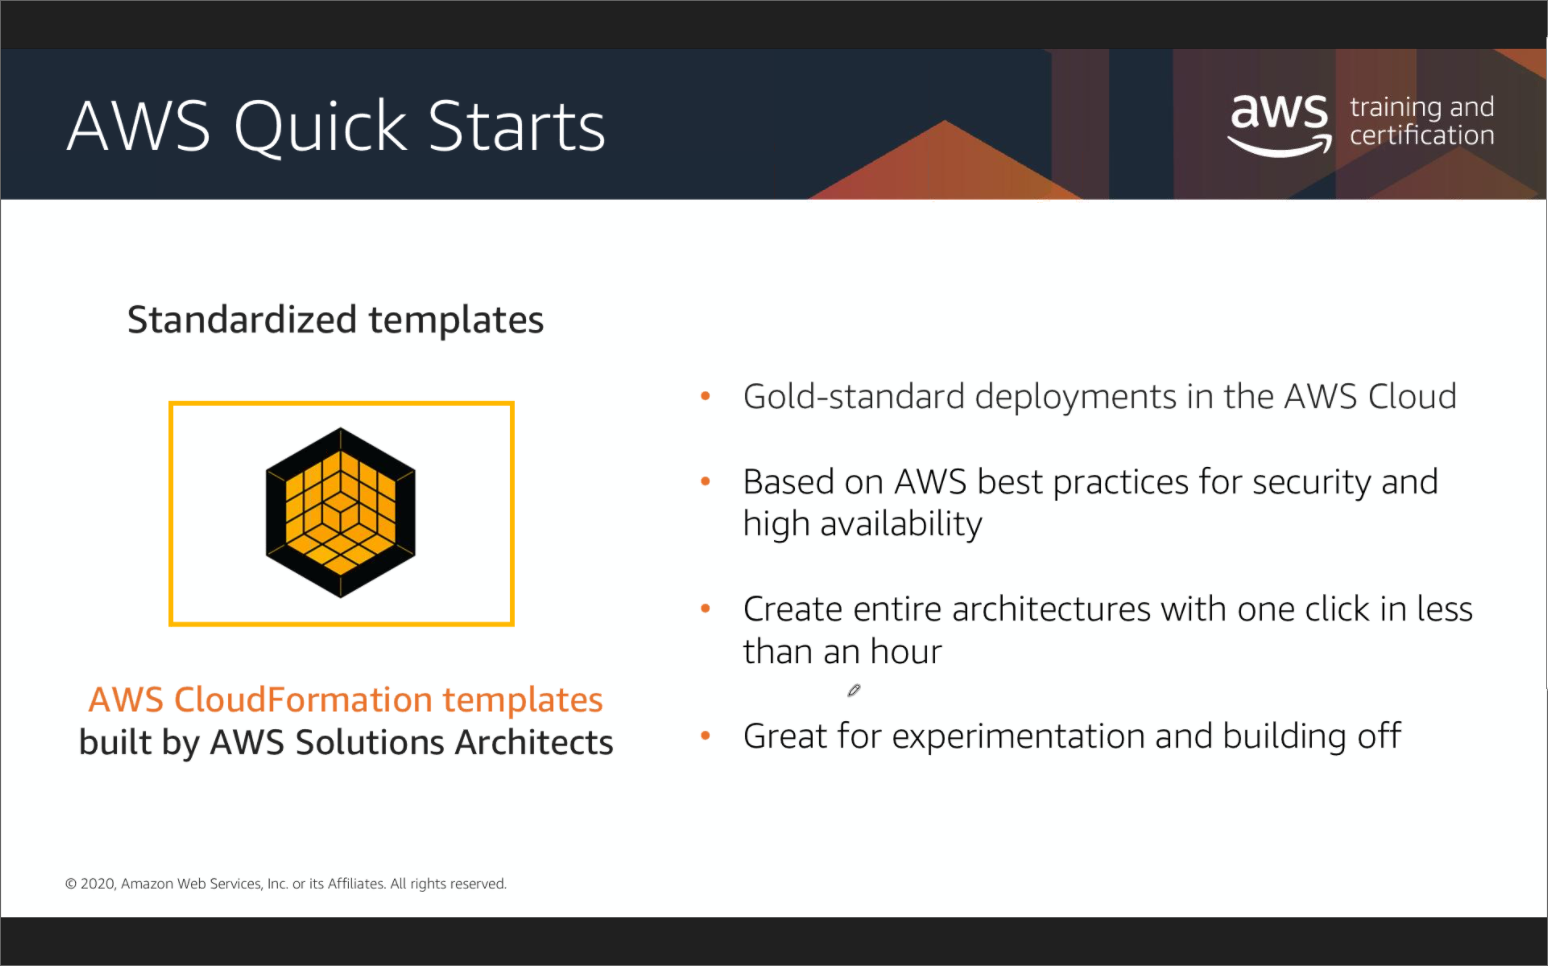 AWS Quick Starts
aws training and
certification
Standardized templates
AWS CloudFormation templates
built by AWS Solutions Architects
• Gold-standard deployments in the AWS Cloud
• Based on AWS best practices for security and
high availability
• Create entire architectures with one click in less
than an hour
• Great for experimentation and building off
© 2020, Amazon Web Services, Inc. or its Affiliates. All rights reserved.